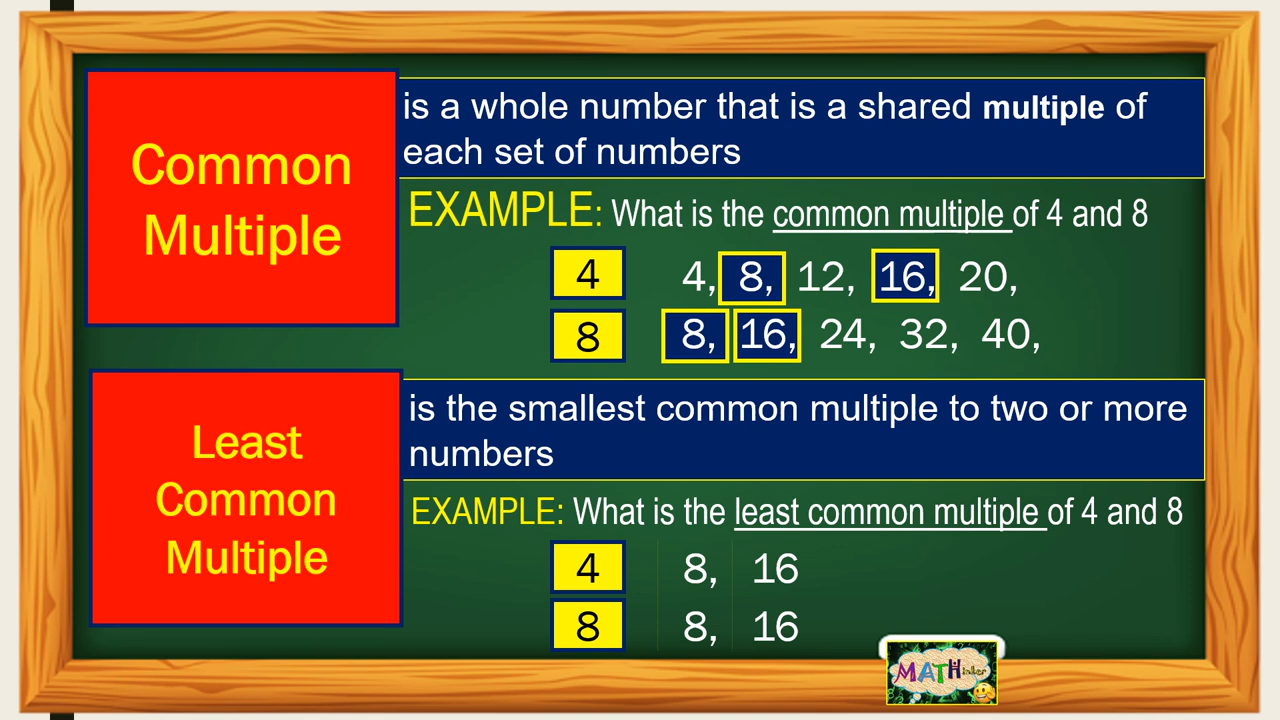 Common
Multiple
is a whole number that is a shared multiple of
each set of numbers
EXAMPLE: What is the common multiple of 4 and 8
4 4, 8, 12, 16, 20,
8 8, 16, 24, 32, 40,
Least
Common
Multiple
is the smallest common multiple to two or more
numbers
EXAMPLE: What is the least common multiple of 4 and 8
4 8, 16
8 8, 16
MATHinker